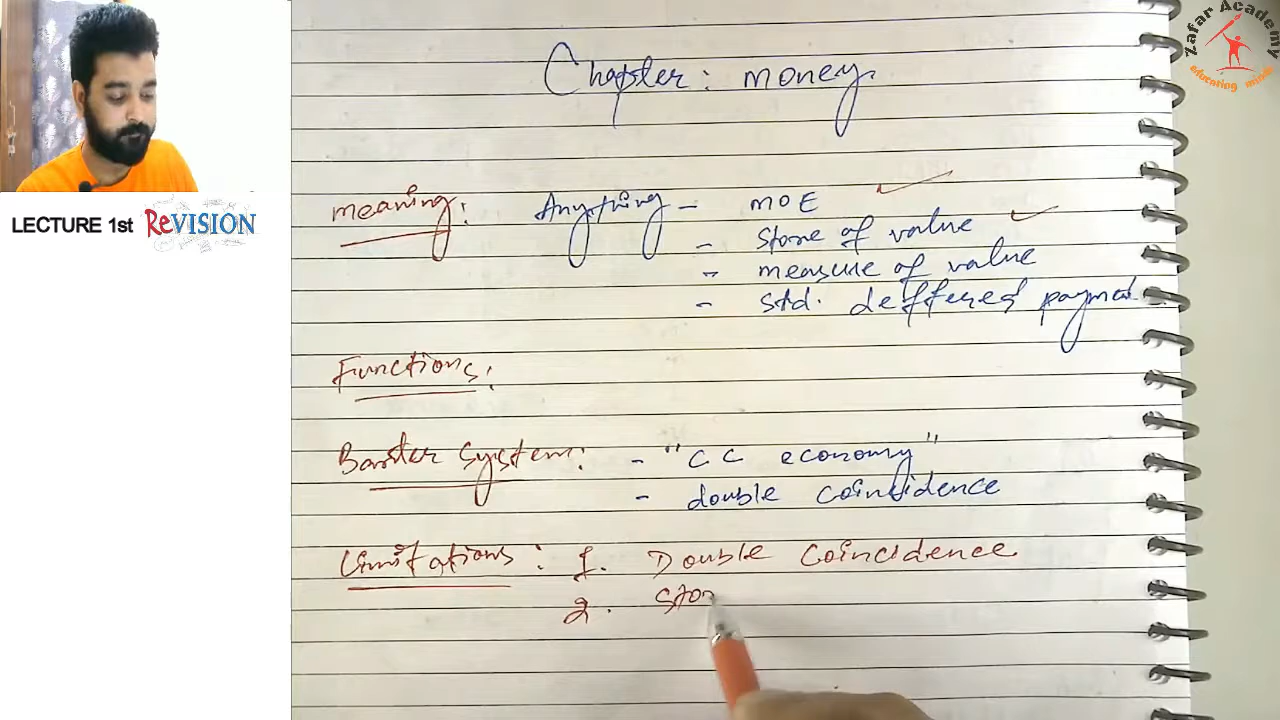 Zafar Academy
educating minds
Chapter: money.
LECTURE 1st ReVISION
meaning: Anything - MOE
- store of value
- measure of value
- std. deffered payment
Functions:
Barter System: - "CC economy"
- double coincidence
Limitations: 1. Double Coincidence
2. Stor